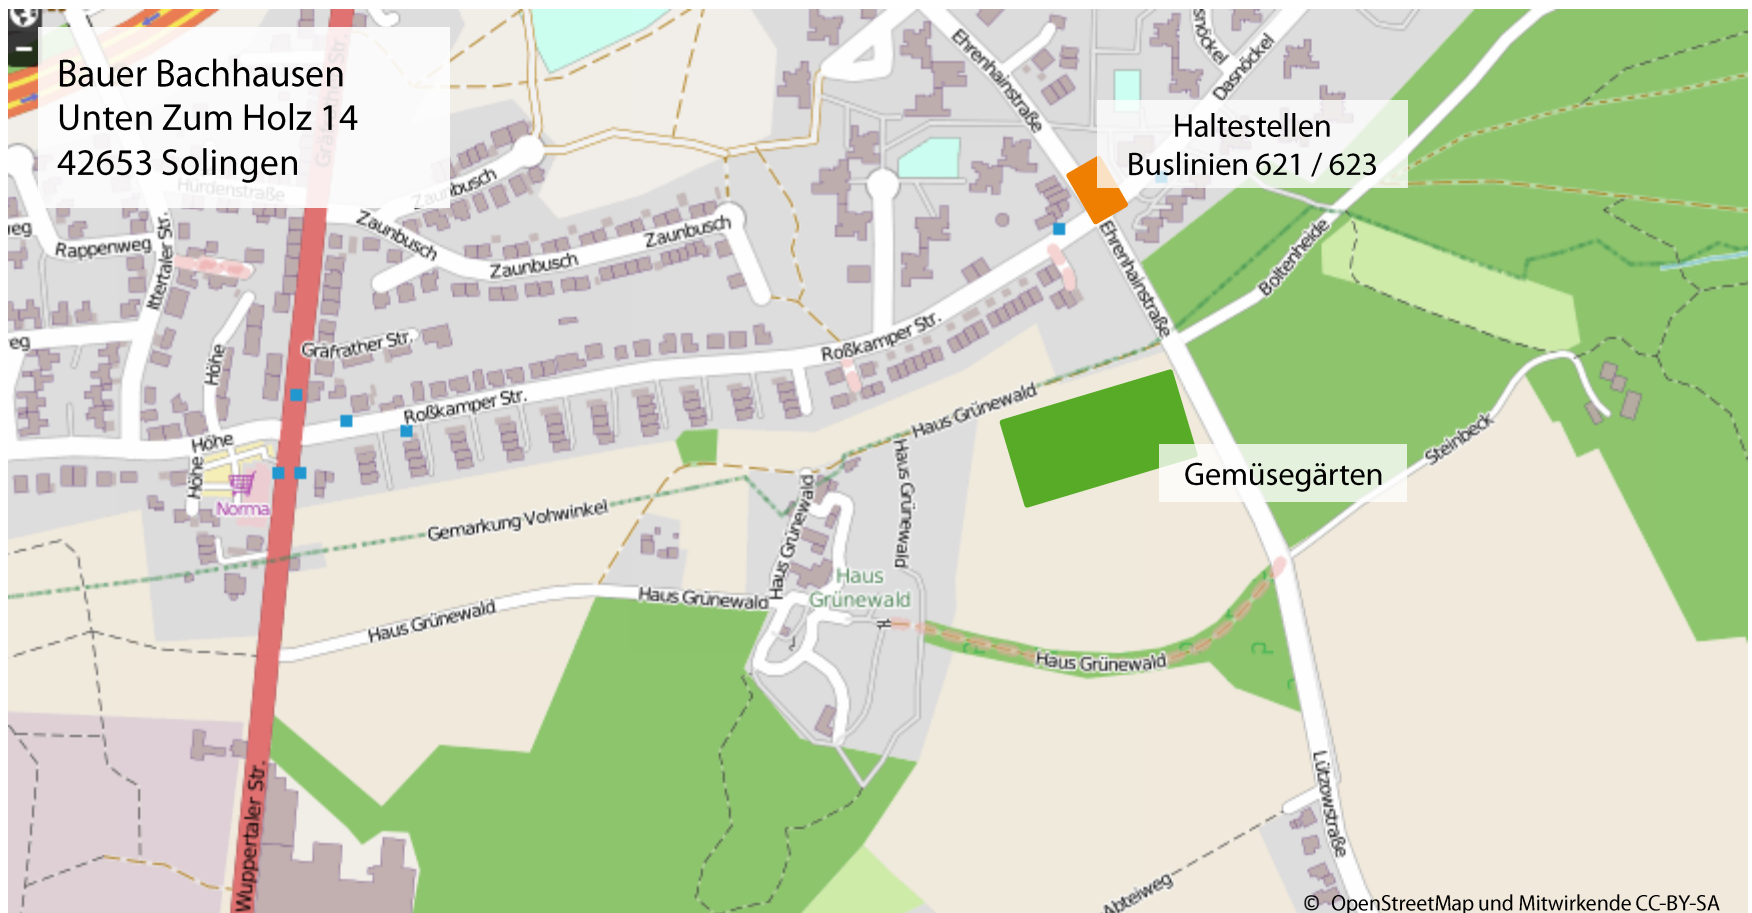 Bauer Bachhausen
Unten Zum Holz 14
42653 Solingen
Ehrenhainstraße
Dasnöckel
Haltestellen
Buslinien 621 / 623
Hürdenstraße
Zaunbusch
Zaunbusch
Zaunbusch
Zaunbusch
Rappenweg
Ittertaler Str.
Ehrenhainstraße
Boltenheide
Gräfrather Str.
Höhe
Roßkamper Str.
Roßkamper Str.
Höhe
Höhe
Norma
Haus Grünewald
Haus Grünewald
Haus Grünewald
Gemüsegärten
Steinbeck
Gemarkung Vohwinkel
Haus
Grünewald
Haus Grünewald
Haus Grünewald
Haus Grünewald
Wuppertaler Str.
Lützowstraße
Abteiweg
© OpenStreetMap und Mitwirkende CC-BY-SA